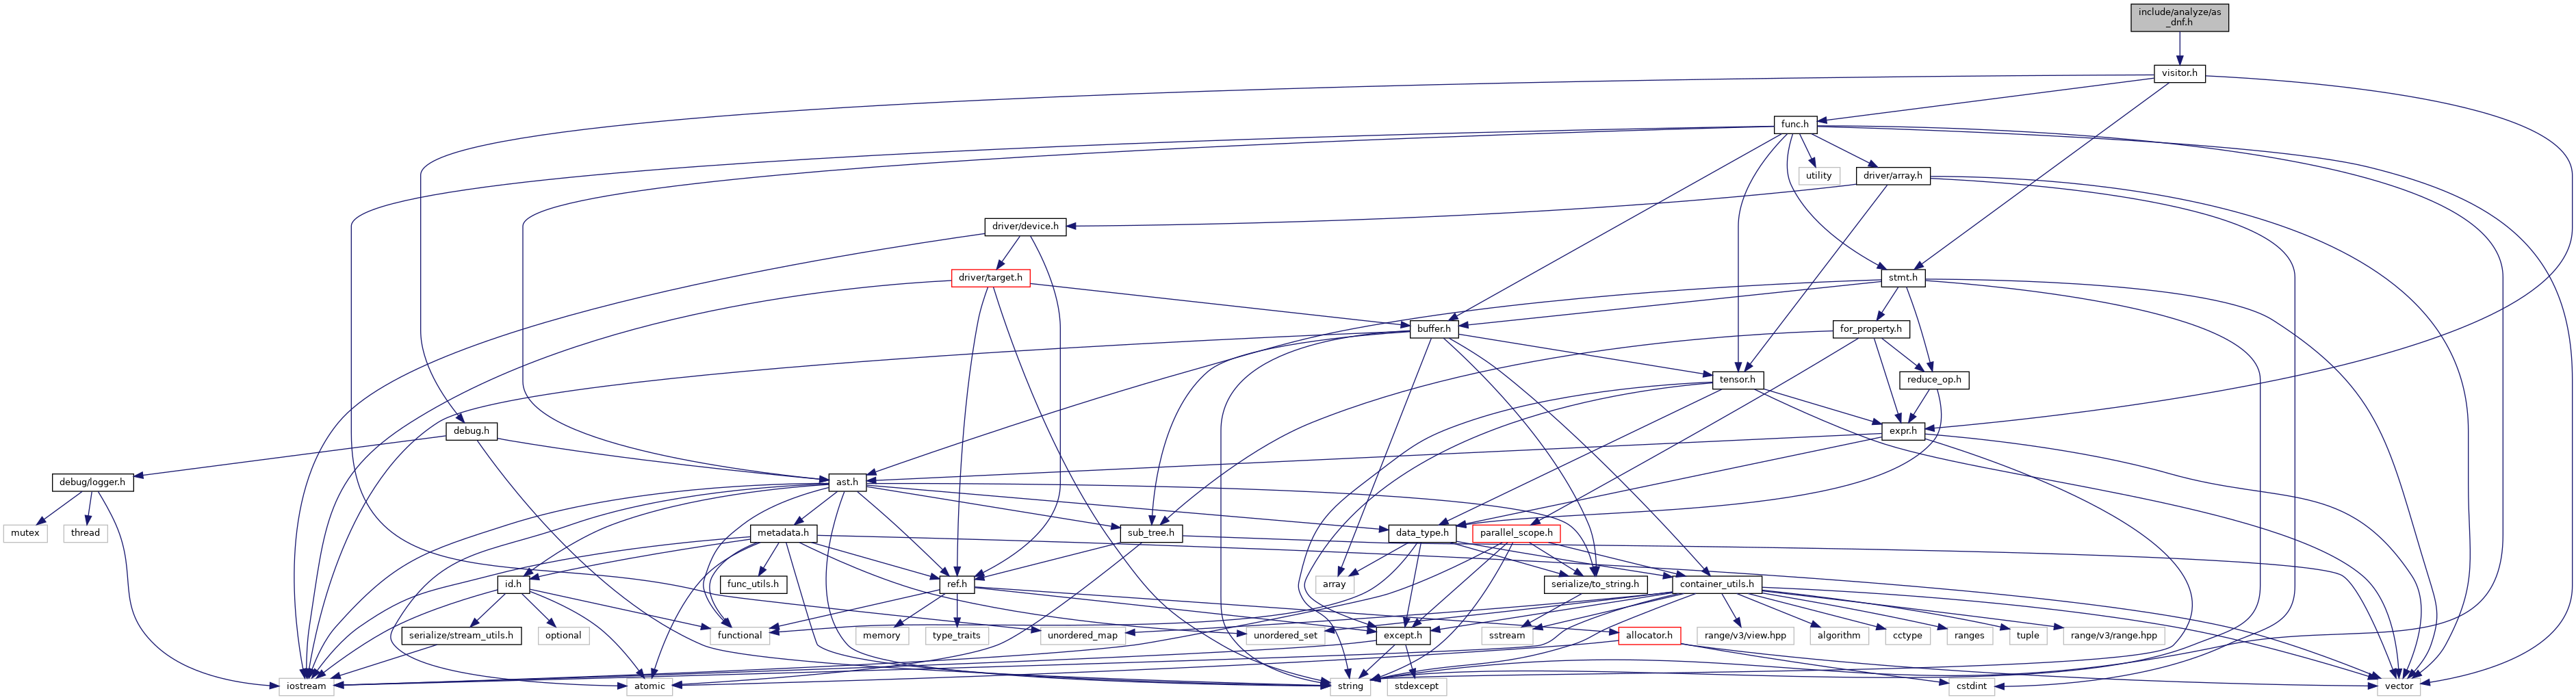 include/analyze/as
_dnf.h
visitor.h
func.h
utility
driver/array.h
driver/device.h
driver/target.h
stmt.h
buffer.h
for_property.h
tensor.h
reduce_op.h
debug.h
expr.h
debug/logger.h
ast.h
mutex
thread
metadata.h
sub_tree.h
data_type.h
parallel_scope.h
id.h
func_utils.h
ref.h
array
serialize/to_string.h
container_utils.h
serialize/stream_utils.h
optional
functional
memory
type_traits
unordered_map
unordered_set
except.h
sstream
allocator.h
range/v3/view.hpp
algorithm
cctype
ranges
tuple
range/v3/range.hpp
iostream
atomic
string
stdexcept
cstdint
vector